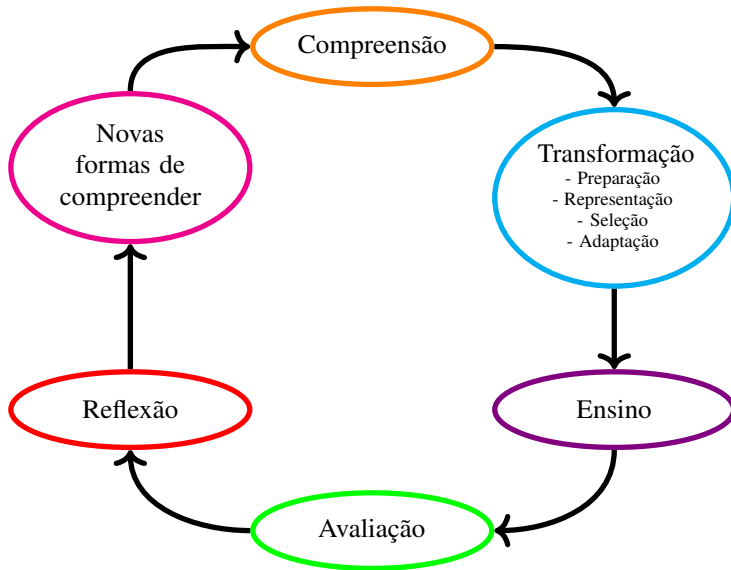 Compreensão
Transformação
- Preparação
- Representação
- Seleção
- Adaptação
Ensino
Avaliação
Reflexão
Novas
formas de
compreender